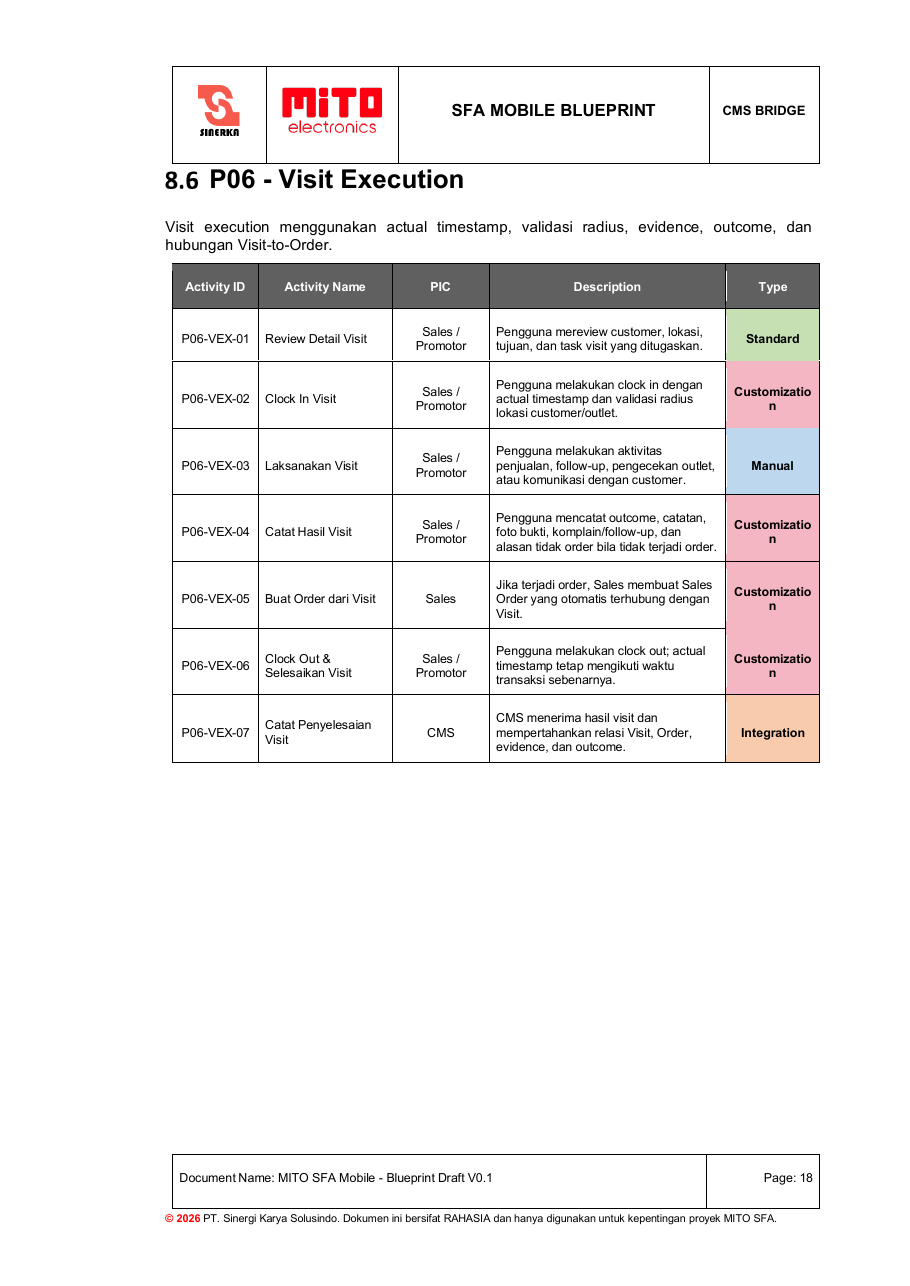 SINERKA
MiTO
electronics
SFA MOBILE BLUEPRINT
CMS BRIDGE
8.6 P06 - Visit Execution
Visit execution menggunakan actual timestamp, validasi radius, evidence, outcome, dan
hubungan Visit-to-Order.
Activity ID
Activity Name
PIC
Description
Type
P06-VEX-01
Review Detail Visit
Sales /
Promotor
Pengguna mereview customer, lokasi,
tujuan, dan task visit yang ditugaskan.
Standard
P06-VEX-02
Clock In Visit
Sales /
Promotor
Pengguna melakukan clock in dengan
actual timestamp dan validasi radius
lokasi customer/outlet.
Customizatio
n
P06-VEX-03
Laksanakan Visit
Sales /
Promotor
Pengguna melakukan aktivitas
penjualan, follow-up, pengecekan outlet,
atau komunikasi dengan customer.
Manual
P06-VEX-04
Catat Hasil Visit
Sales /
Promotor
Pengguna mencatat outcome, catatan,
foto bukti, komplain/follow-up, dan
alasan tidak order bila tidak terjadi order.
Customizatio
n
P06-VEX-05
Buat Order dari Visit
Sales
Jika terjadi order, Sales membuat Sales
Order yang otomatis terhubung dengan
Visit.
Customizatio
n
P06-VEX-06
Clock Out &
Selesaikan Visit
Sales /
Promotor
Pengguna melakukan clock out; actual
timestamp tetap mengikuti waktu
transaksi sebenarnya.
Customizatio
n
P06-VEX-07
Catat Penyelesaian
Visit
CMS
CMS menerima hasil visit dan
mempertahankan relasi Visit, Order,
evidence, dan outcome.
Integration
Document Name: MITO SFA Mobile - Blueprint Draft V0.1
Page: 18
© 2026 PT. Sinergi Karya Solusindo. Dokumen ini bersifat RAHASIA dan hanya digunakan untuk kepentingan proyek MITO SFA.